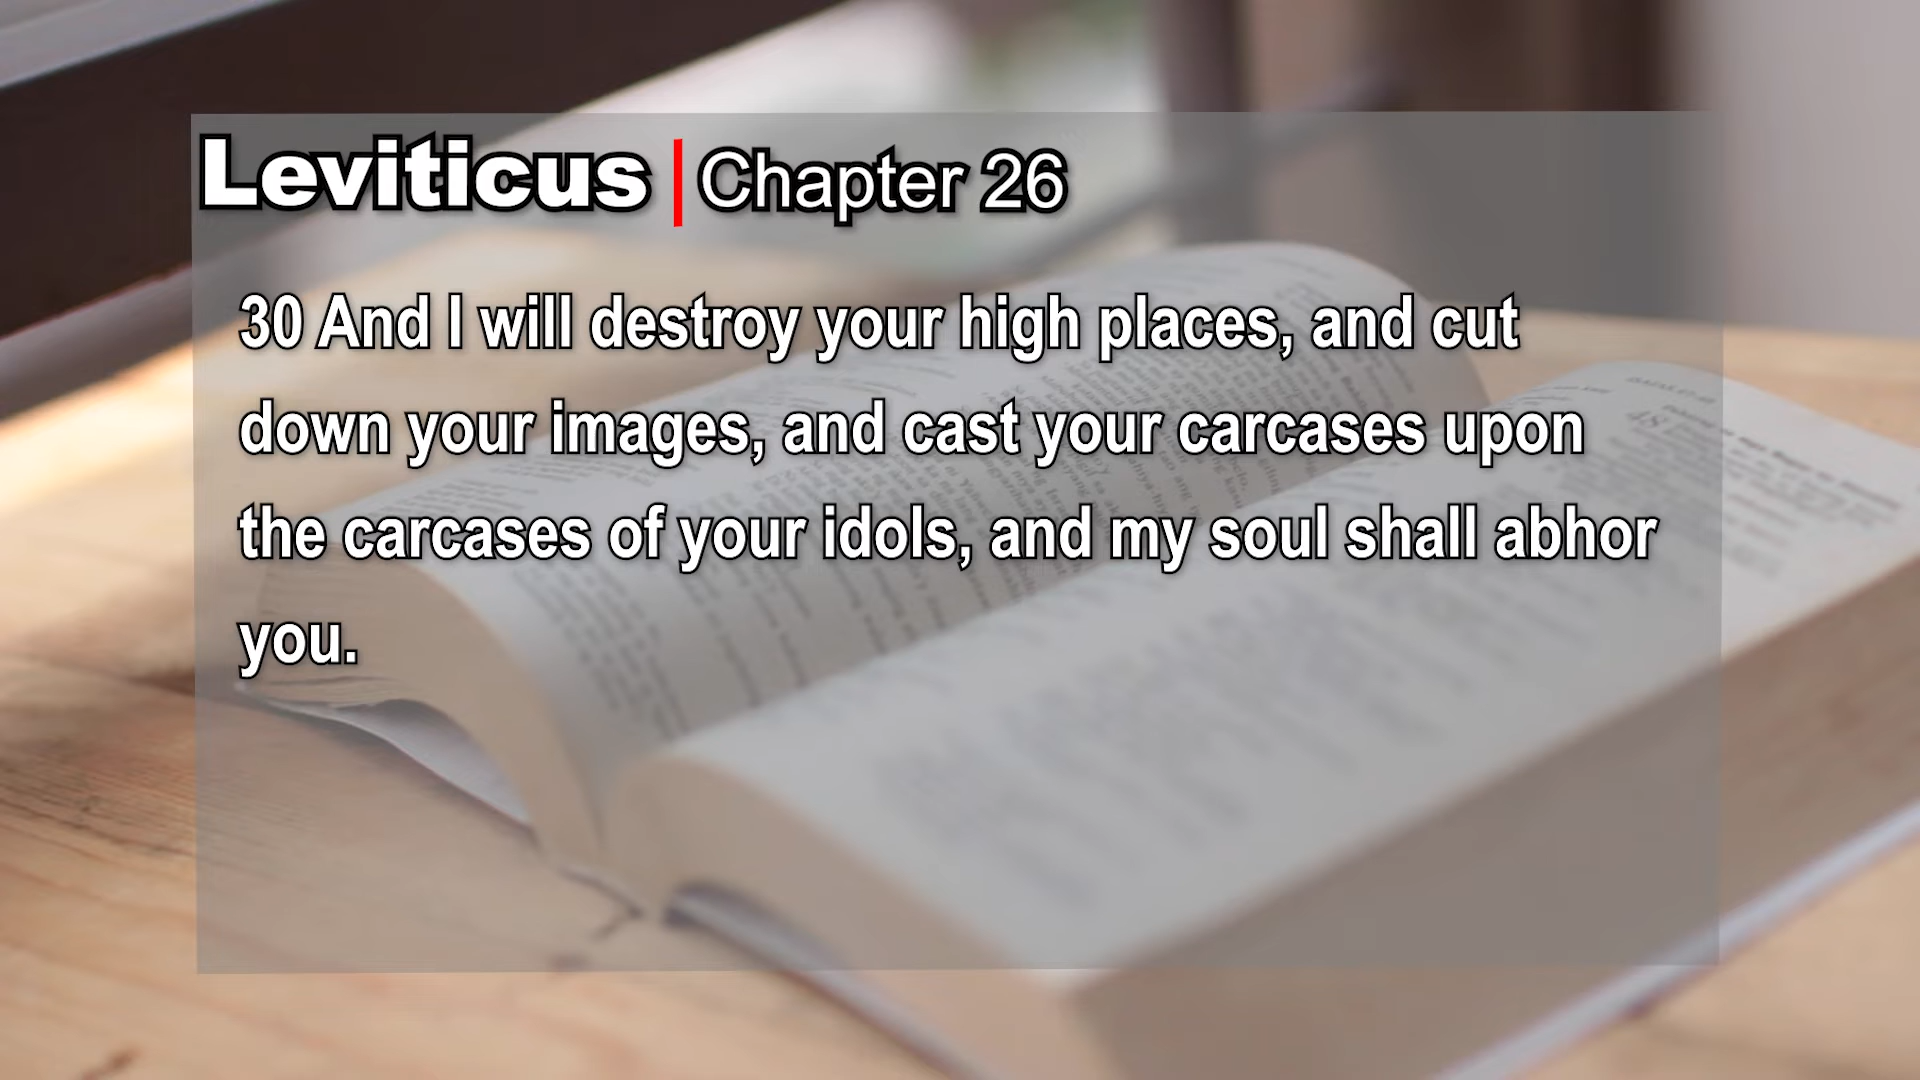 Leviticus | Chapter 26
30 And I will destroy your high places, and cut
down your images, and cast your carcases upon
the carcases of your idols, and my soul shall abhor
you.